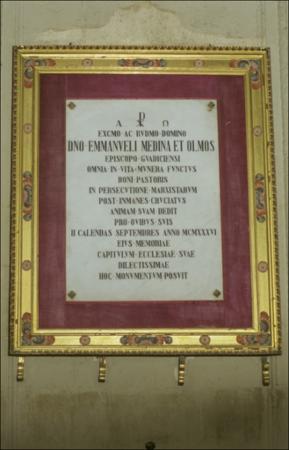 Α ☧ Ω
EXCMO AC RVDMO DOMINO
DNO·EMMANVELI MEDINA ET OLMOS
EPISCOPO GVADICIENSI
OMNIA·IN·VITA·MVNERA FVNCTVS
BONI·PASTORIS
IN PERSECVTIONE·MARXISTARVM
POST·INMANES·CRVCIATVS
ANIMAM·SVAM DEDIT
PRO·OVIBVS SVIS
II CALENDAS SEPTEMBRES ANNO MCMXXXVI
EIVS·MEMORIAE
CAPITVLVM ECCLESIAE SVAE
DILECTISSIMAE
HOC·MONVMENTVM POSVIT